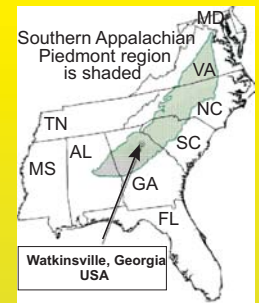 MD
Southern Appalachian
Piedmont region
is shaded
VA
NC
TN
SC
AL
MS
GA
FL
Watkinsville, Georgia
USA